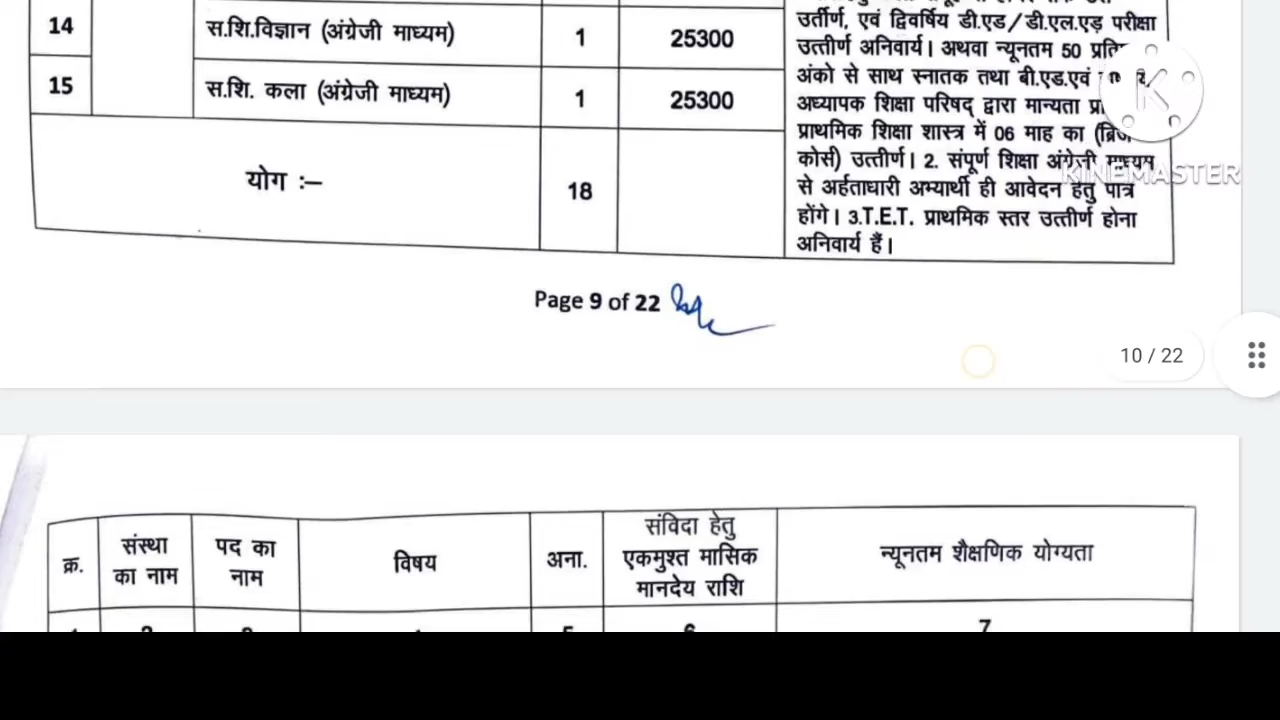 उर्तीण, एवं द्विवर्षिय डी.एड/डी.एल.एड़ परीक्षा
14 स.शि.विज्ञान (अंग्रेजी माध्यम) 1 25300
उत्तीर्ण अनिवार्य। अथवा न्यूनतम 50
अंको से साथ स्नातक तथा बी.एड.एवं
15 स.शि. कला (अंग्रेजी माध्यम) 1 25300
अध्यापक शिक्षा परिषद् द्वारा मान्यता
प्राथमिक शिक्षा शास्त्र में 06 माह का
कोर्स) उत्तीर्ण। 2. संपूर्ण शिक्षा अंग्रेजी माध्यम
KINEMASTER
योग :– 18
से अर्हताधारी अभ्यार्थी ही आवेदन हेतु पात्र
होंगे। 3.T.E.T. प्राथमिक स्तर उत्तीर्ण होना
अनिवार्य हैं।
Page 9 of 22
10 / 22
क्र. संस्था का नाम पद का नाम विषय अना. संविदा हेतु एकमुश्त मासिक मानदेय राशि न्यूनतम शैक्षणिक योग्यता
7